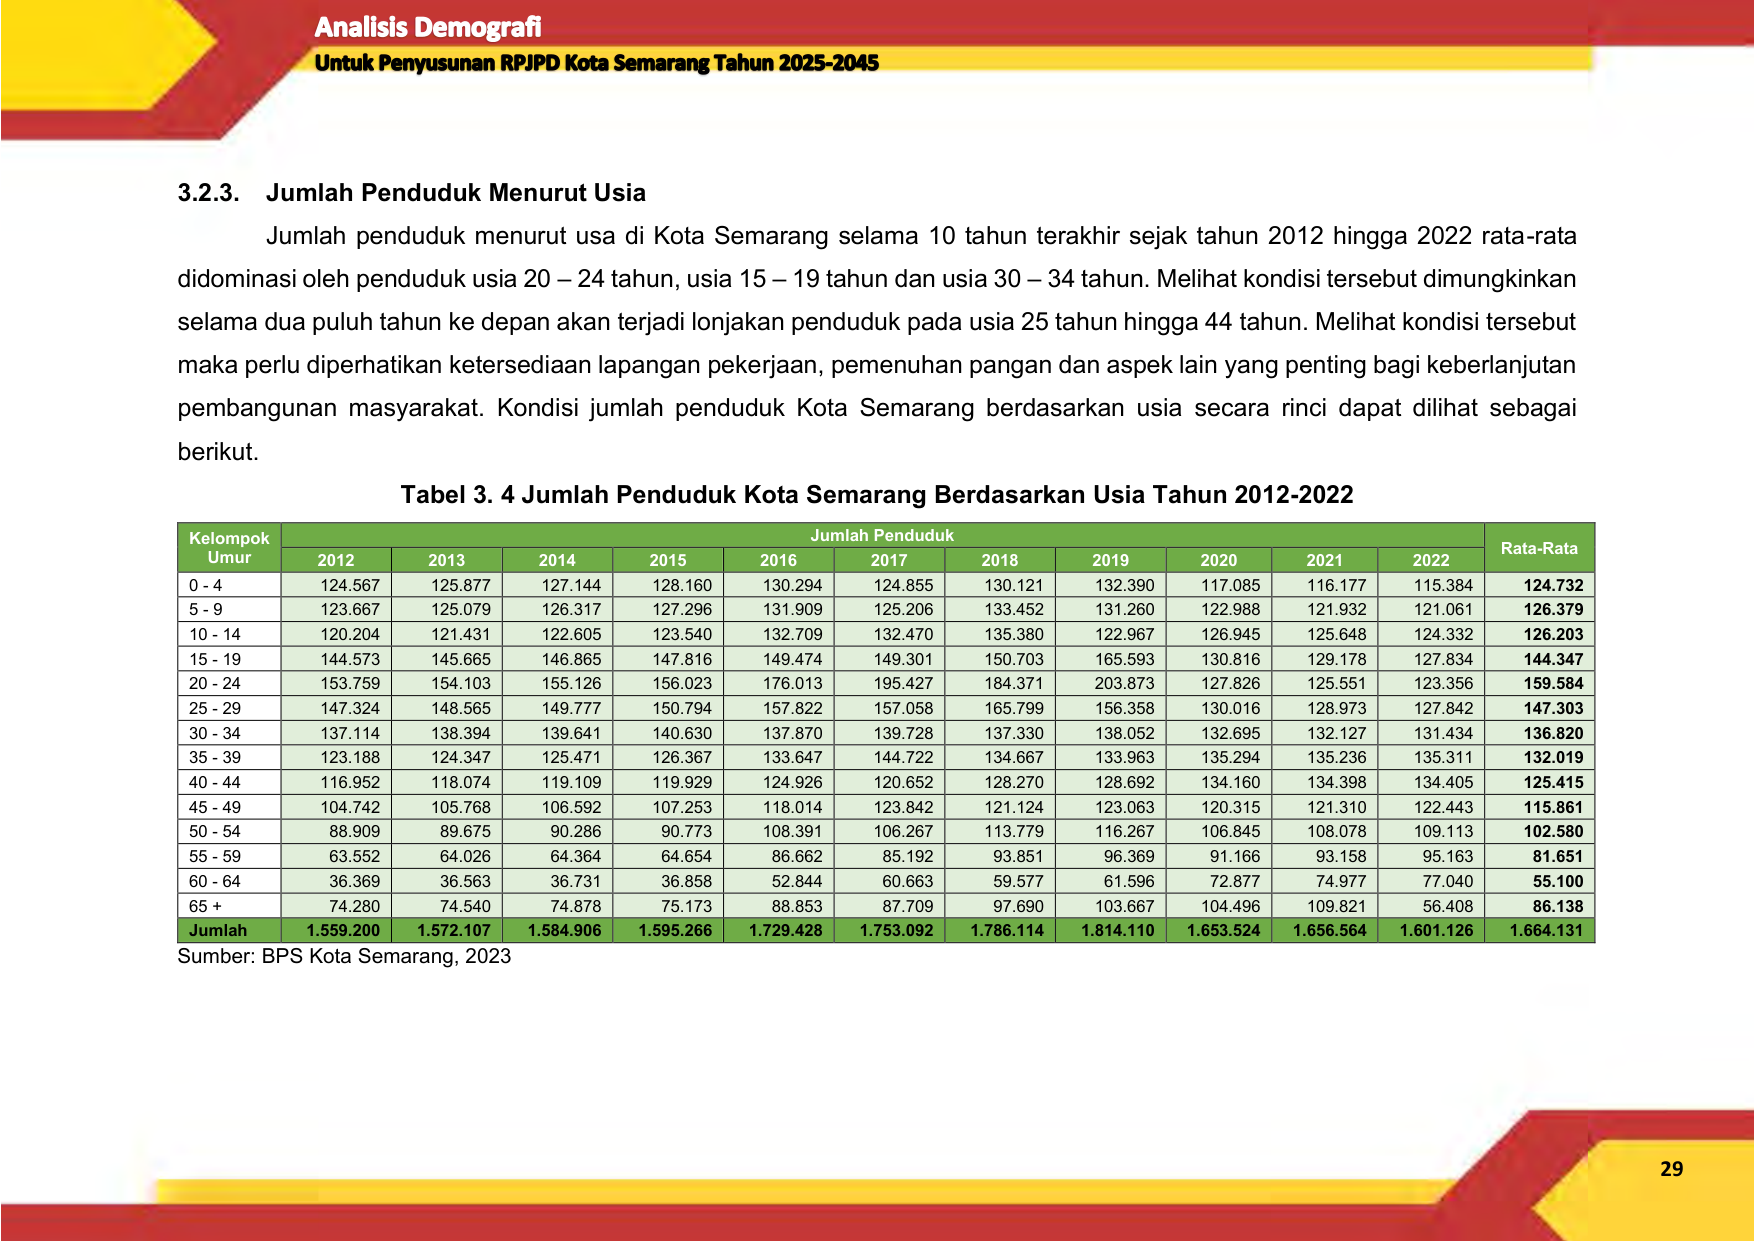 Analisis Demografi
Untuk Penyusunan RPJPD Kota Semarang Tahun 2025-2045
3.2.3. Jumlah Penduduk Menurut Usia
Jumlah penduduk menurut usa di Kota Semarang selama 10 tahun terakhir sejak tahun 2012 hingga 2022 rata-rata
didominasi oleh penduduk usia 20 – 24 tahun, usia 15 – 19 tahun dan usia 30 – 34 tahun. Melihat kondisi tersebut dimungkinkan
selama dua puluh tahun ke depan akan terjadi lonjakan penduduk pada usia 25 tahun hingga 44 tahun. Melihat kondisi tersebut
maka perlu diperhatikan ketersediaan lapangan pekerjaan, pemenuhan pangan dan aspek lain yang penting bagi keberlanjutan
pembangunan masyarakat. Kondisi jumlah penduduk Kota Semarang berdasarkan usia secara rinci dapat dilihat sebagai
berikut.
Tabel 3. 4 Jumlah Penduduk Kota Semarang Berdasarkan Usia Tahun 2012-2022
Kelompok Umur Jumlah Penduduk Rata-Rata
2012 2013 2014 2015 2016 2017 2018 2019 2020 2021 2022
0 - 4 124.567 125.877 127.144 128.160 130.294 124.855 130.121 132.390 117.085 116.177 115.384 124.732
5 - 9 123.667 125.079 126.317 127.296 131.909 125.206 133.452 131.260 122.988 121.932 121.061 126.379
10 - 14 120.204 121.431 122.605 123.540 132.709 132.470 135.380 122.967 126.945 125.648 124.332 126.203
15 - 19 144.573 145.665 146.865 147.816 149.474 149.301 150.703 165.593 130.816 129.178 127.834 144.347
20 - 24 153.759 154.103 155.126 156.023 176.013 195.427 184.371 203.873 127.826 125.551 123.356 159.584
25 - 29 147.324 148.565 149.777 150.794 157.822 157.058 165.799 156.358 130.016 128.973 127.842 147.303
30 - 34 137.114 138.394 139.641 140.630 137.870 139.728 137.330 138.052 132.695 132.127 131.434 136.820
35 - 39 123.188 124.347 125.471 126.367 133.647 144.722 134.667 133.963 135.294 135.236 135.311 132.019
40 - 44 116.952 118.074 119.109 119.929 124.926 120.652 128.270 128.692 134.160 134.398 134.405 125.415
45 - 49 104.742 105.768 106.592 107.253 118.014 123.842 121.124 123.063 120.315 121.310 122.443 115.861
50 - 54 88.909 89.675 90.286 90.773 108.391 106.267 113.779 116.267 106.845 108.078 109.113 102.580
55 - 59 63.552 64.026 64.364 64.654 86.662 85.192 93.851 96.369 91.166 93.158 95.163 81.651
60 - 64 36.369 36.563 36.731 36.858 52.844 60.663 59.577 61.596 72.877 74.977 77.040 55.100
65 + 74.280 74.540 74.878 75.173 88.853 87.709 97.690 103.667 104.496 109.821 56.408 86.138
Jumlah 1.559.200 1.572.107 1.584.906 1.595.266 1.729.428 1.753.092 1.786.114 1.814.110 1.653.524 1.656.564 1.601.126 1.664.131
Sumber: BPS Kota Semarang, 2023
29